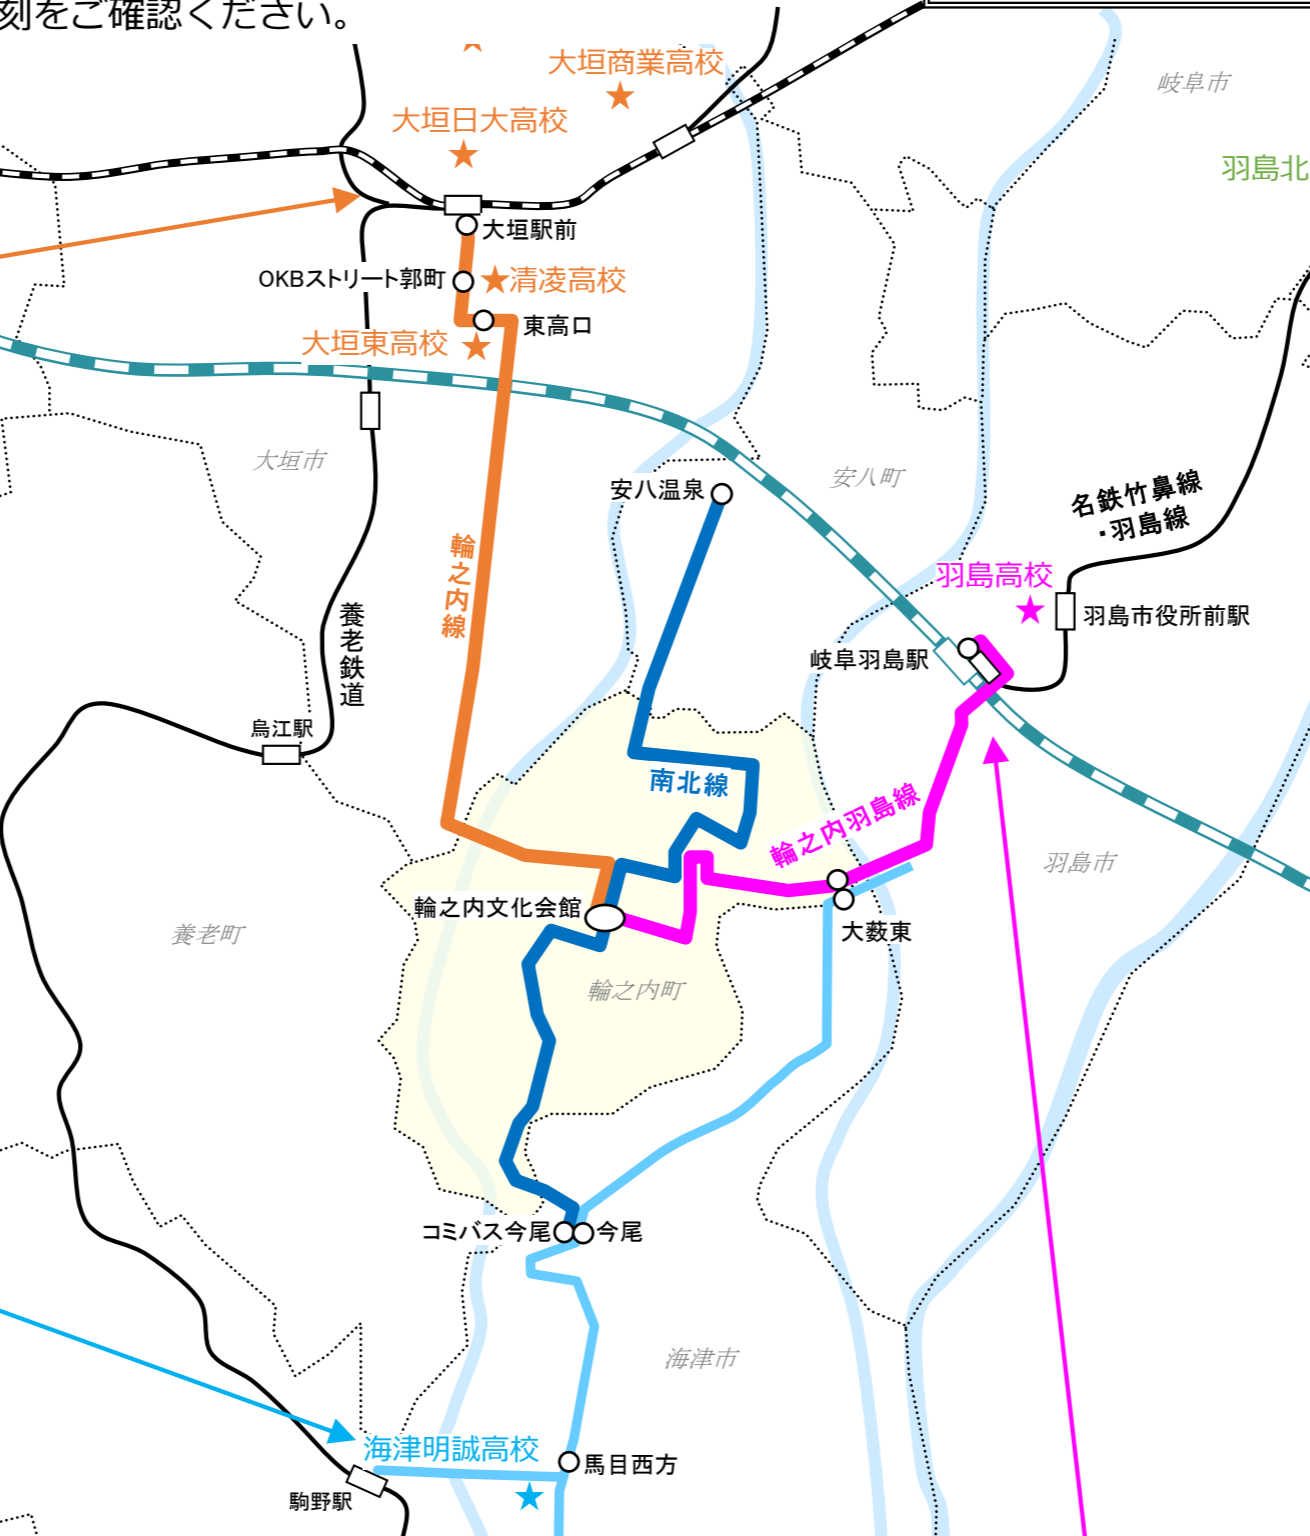 刻をご確認ください。
大垣商業高校
岐阜市
大垣日大高校
羽島北
大垣駅前
OKBストリート郭町
清凌高校
東高口
大垣東高校
大垣市
安八町
安八温泉
名鉄竹鼻線
・羽島線
輪之内線
羽島高校
養老鉄道
羽島市役所前駅
岐阜羽島駅
烏江駅
南北線
輪之内羽島線
羽島市
輪之内文化会館
養老町
大薮東
輪之内町
コミバス今尾
今尾
海津市
海津明誠高校
馬目西方
駒野駅